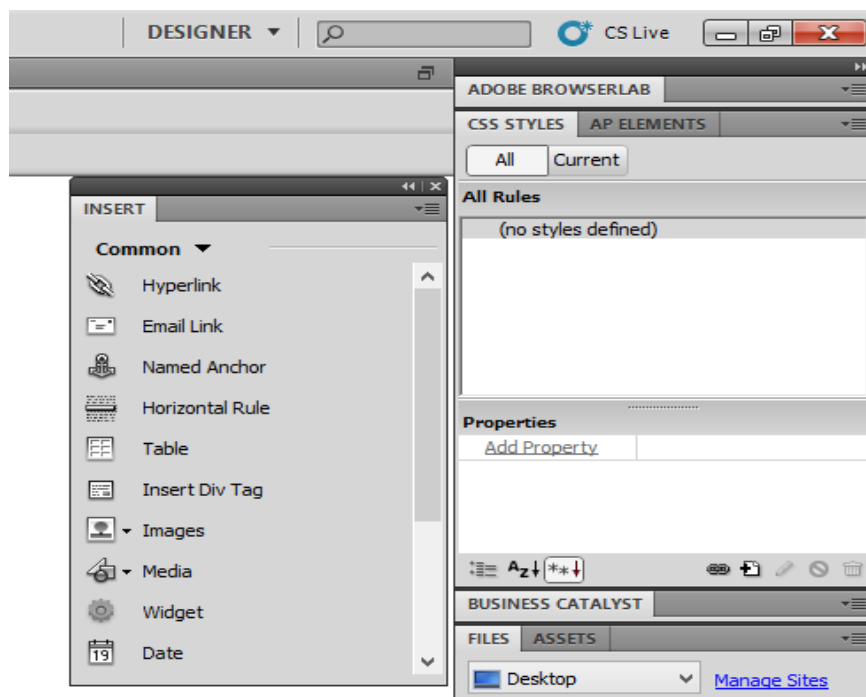 DESIGNER
CS Live
ADOBE BROWSERLAB
CSS STYLES AP ELEMENTS
All Current
All Rules
(no styles defined)
Properties
Add Property
BUSINESS CATALYST
FILES ASSETS
Desktop Manage Sites
INSERT
Common
Hyperlink
Email Link
Named Anchor
Horizontal Rule
Table
Insert Div Tag
Images
Media
Widget
19 Date